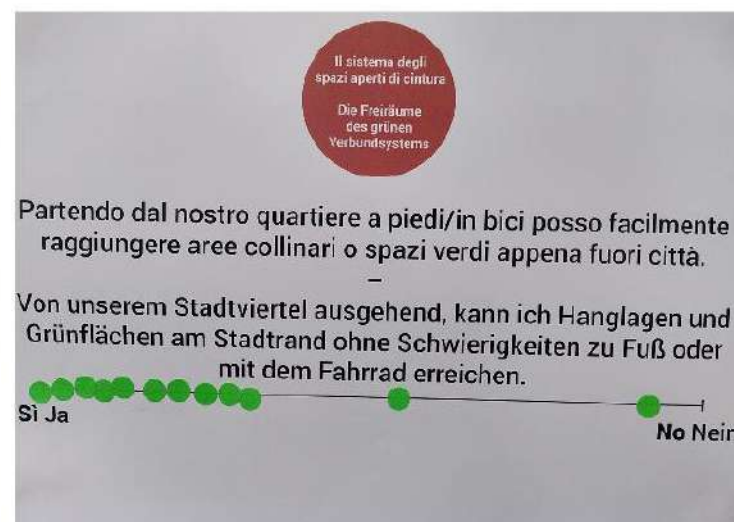 Il sistema degli
spazi aperti di cintura
Die Freiräume
des grünen
Verbundsystems
Partendo dal nostro quartiere a piedi/in bici posso facilmente
raggiungere aree collinari o spazi verdi appena fuori città.
–
Von unserem Stadtviertel ausgehend, kann ich Hanglagen und
Grünflächen am Stadtrand ohne Schwierigkeiten zu Fuß oder
mit dem Fahrrad erreichen.
Sì Ja
No Nein